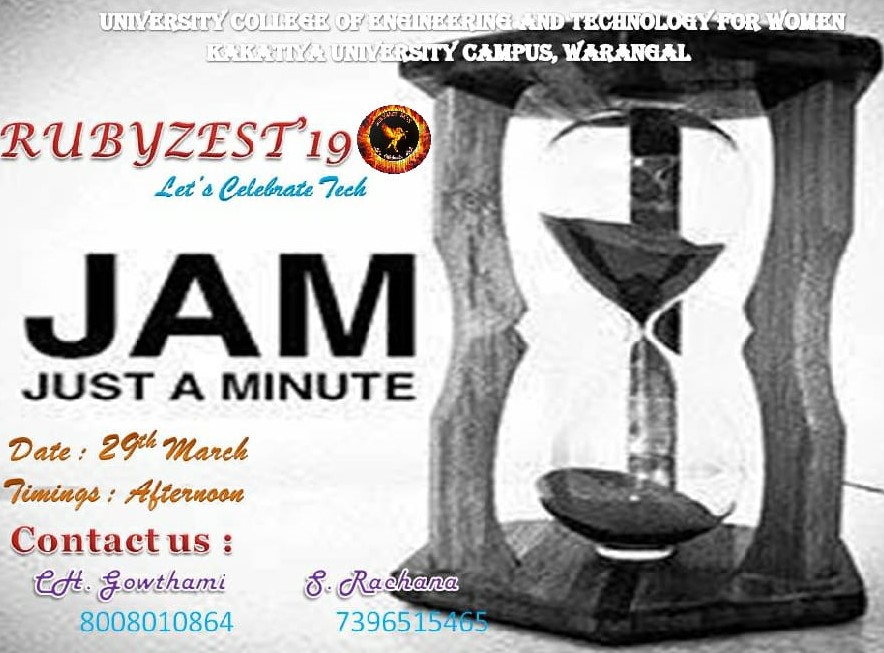 UNIVERSITY COLLEGE OF ENGINEERING AND TECHNOLOGY FOR WOMEN
KAKATIYA UNIVERSITY CAMPUS, WARANGAL
RUBYZEST'19
Let's Celebrate Tech
JAM
JUST A MINUTE
Date : 29th March
Timings : Afternoon
Contact us :
CH. Gowthami S. Rachana
8008010864 7396515465